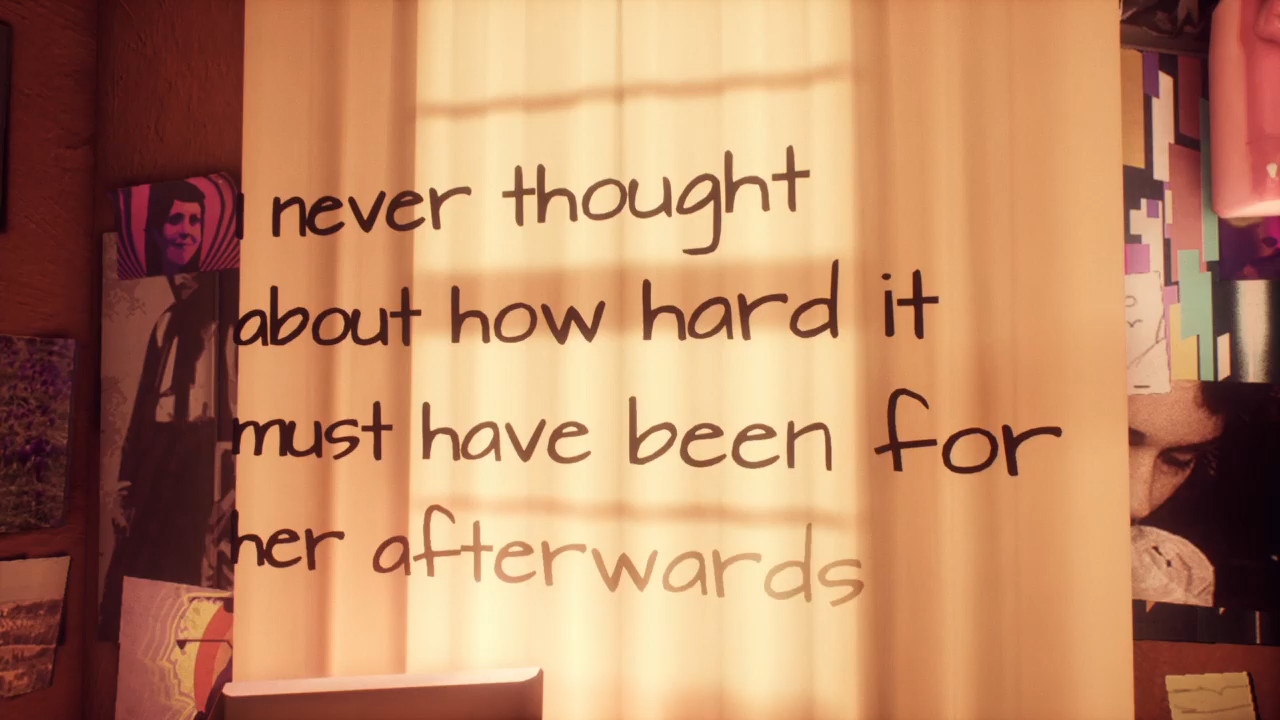 I never thought
about how hard it
must have been for
her afterwards